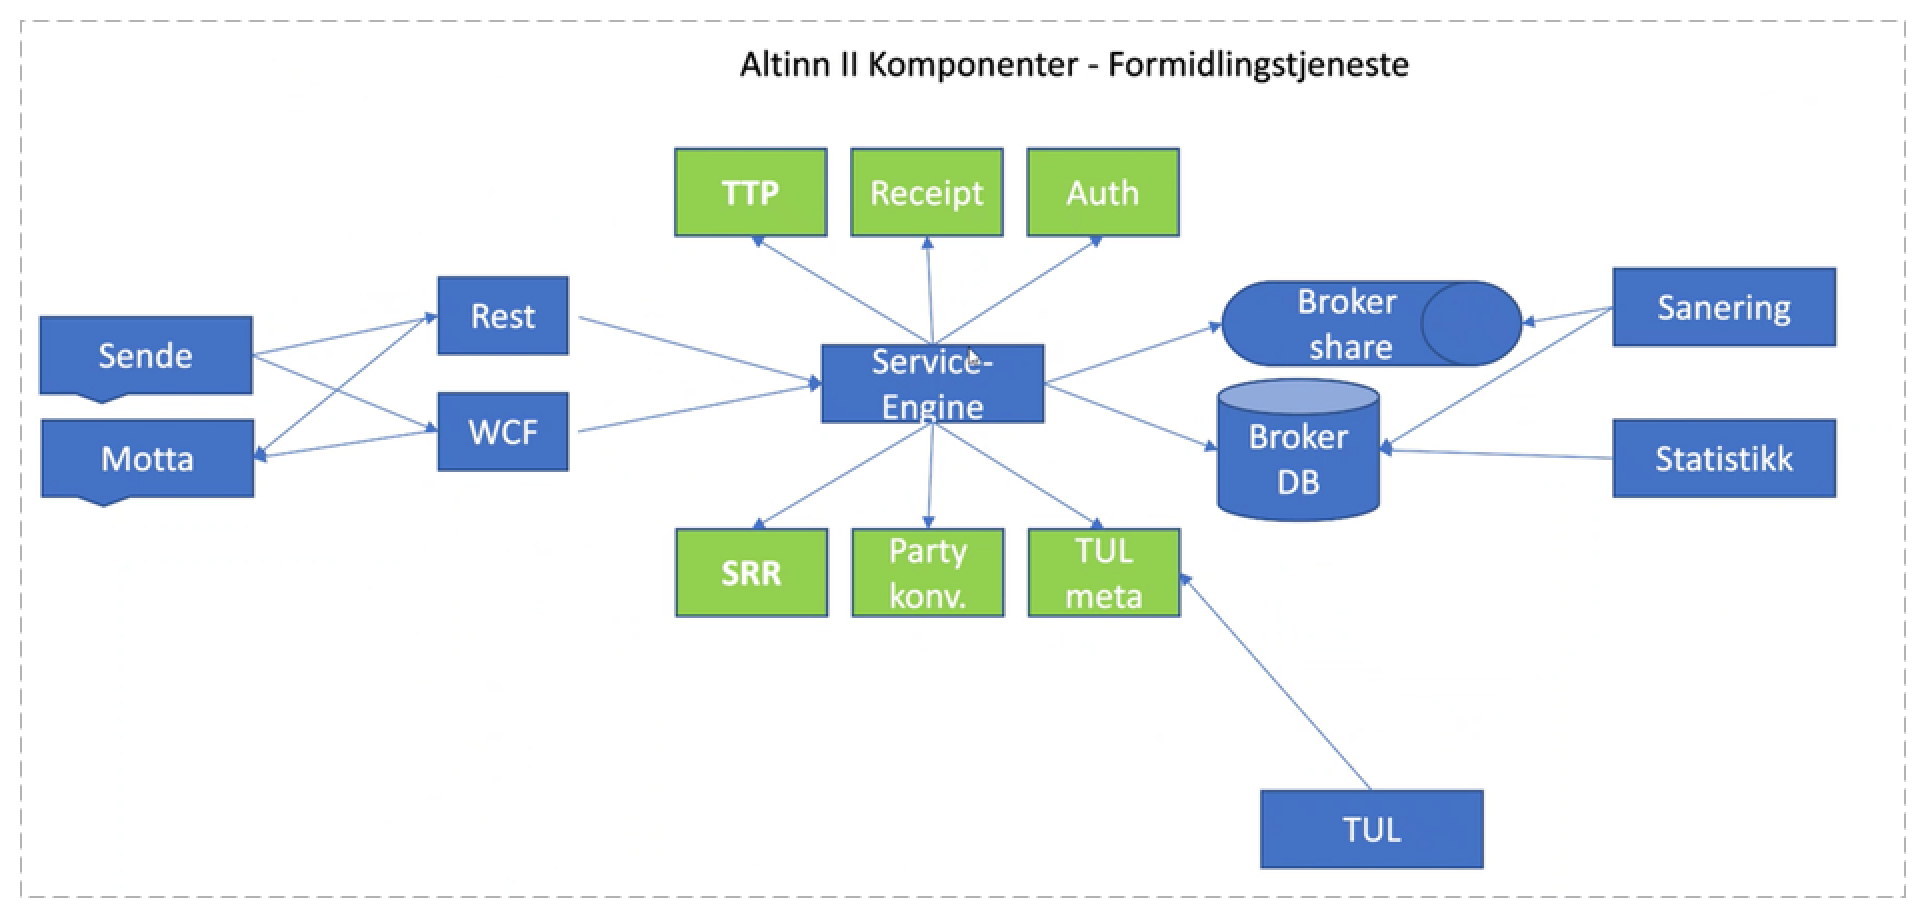 Altinn II Komponenter - Formidlingstjeneste
TTP
Receipt
Auth
Sende
Motta
Rest
WCF
Service-
Engine
Broker
share
Broker
DB
Sanering
Statistikk
SRR
Party
konv.
TUL
meta
TUL